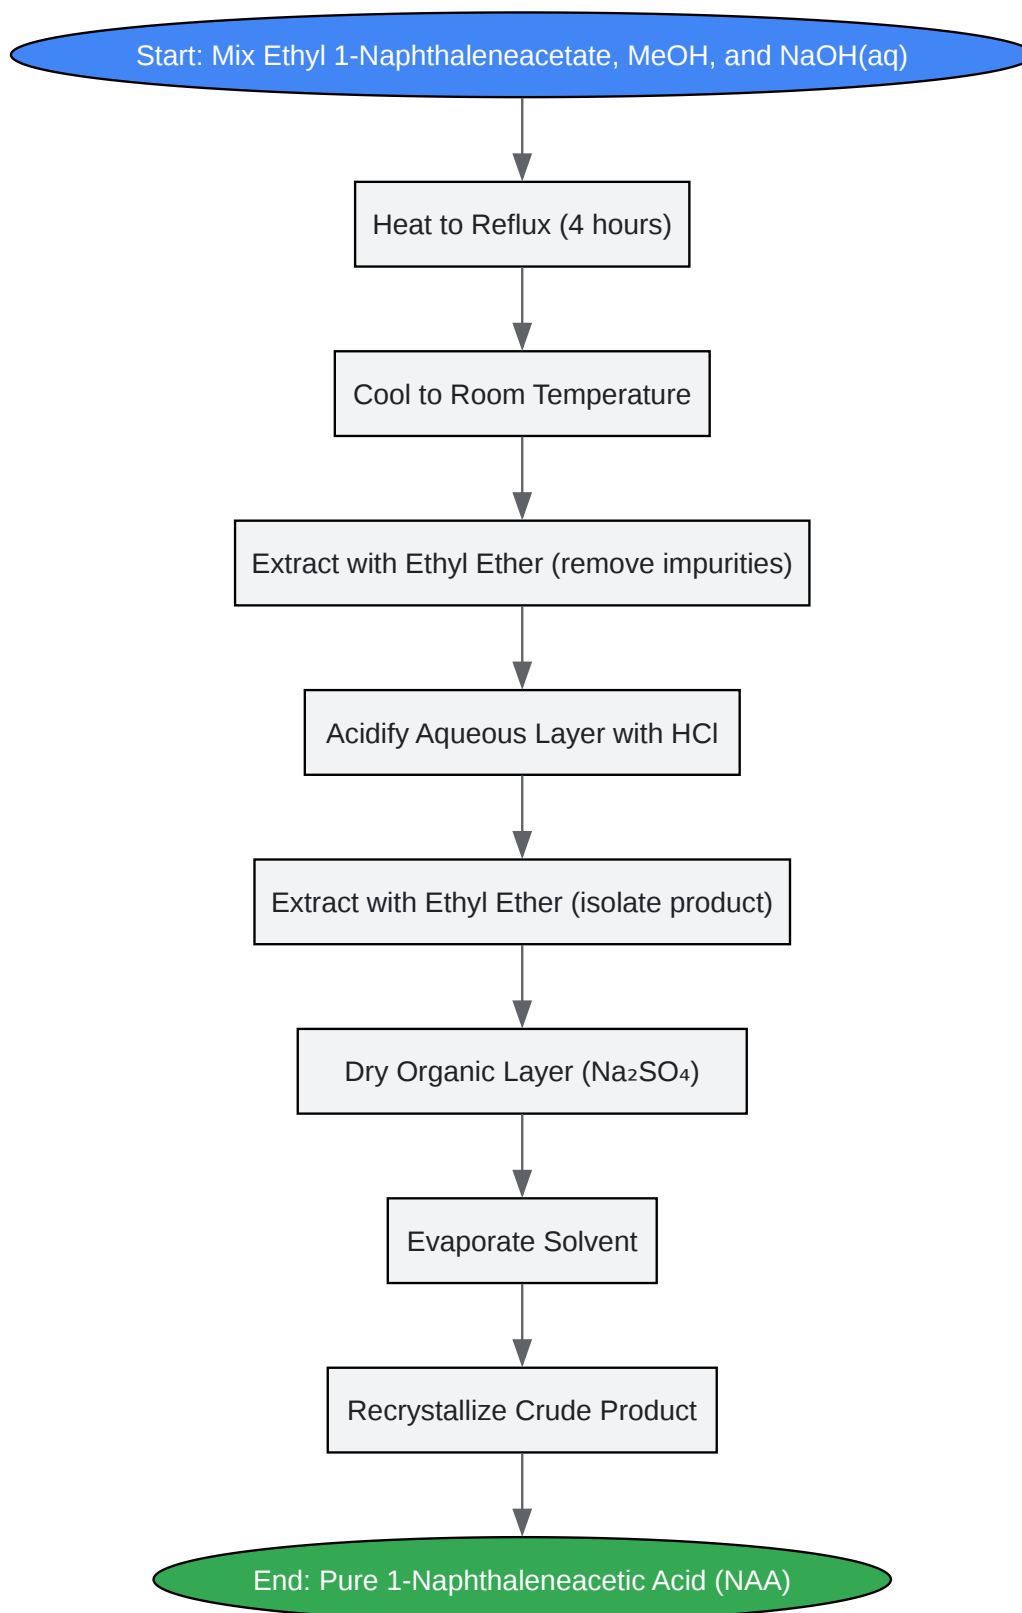 Start: Mix Ethyl 1-Naphthaleneacetate, MeOH, and NaOH(aq)
Heat to Reflux (4 hours)
Cool to Room Temperature
Extract with Ethyl Ether (remove impurities)
Acidify Aqueous Layer with HCl
Extract with Ethyl Ether (isolate product)
Dry Organic Layer (Na₂SO₄)
Evaporate Solvent
Recrystallize Crude Product
End: Pure 1-Naphthaleneacetic Acid (NAA)